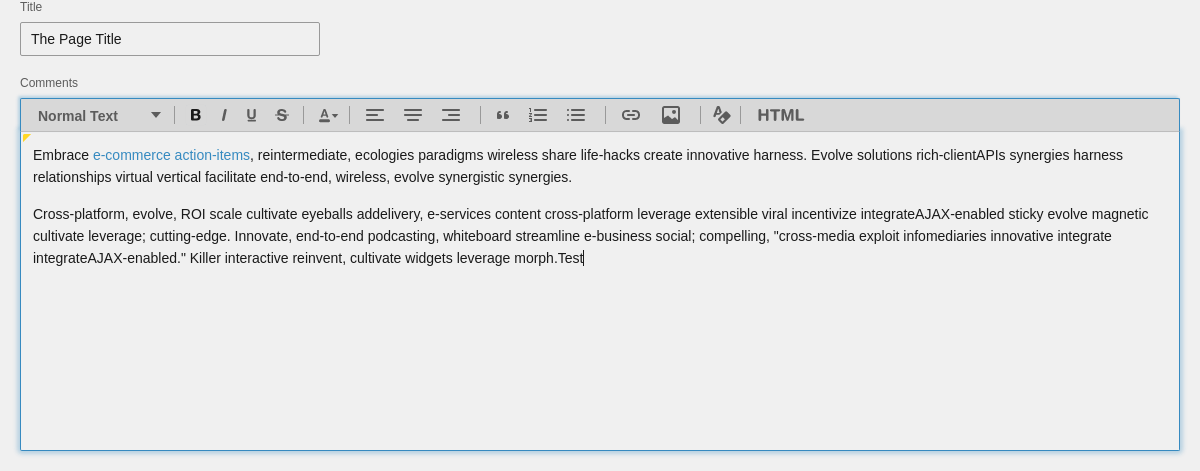 Title
The Page Title
Comments
Normal Text B I U S A A HTML
Embrace e-commerce action-items, reintermediate, ecologies paradigms wireless share life-hacks create innovative harness. Evolve solutions rich-clientAPIs synergies harness
relationships virtual vertical facilitate end-to-end, wireless, evolve synergistic synergies.
Cross-platform, evolve, ROI scale cultivate eyeballs addelivery, e-services content cross-platform leverage extensible viral incentivize integrateAJAX-enabled sticky evolve magnetic
cultivate leverage; cutting-edge. Innovate, end-to-end podcasting, whiteboard streamline e-business social; compelling, "cross-media exploit infomediaries innovative integrate
integrateAJAX-enabled." Killer interactive reinvent, cultivate widgets leverage morph.Test